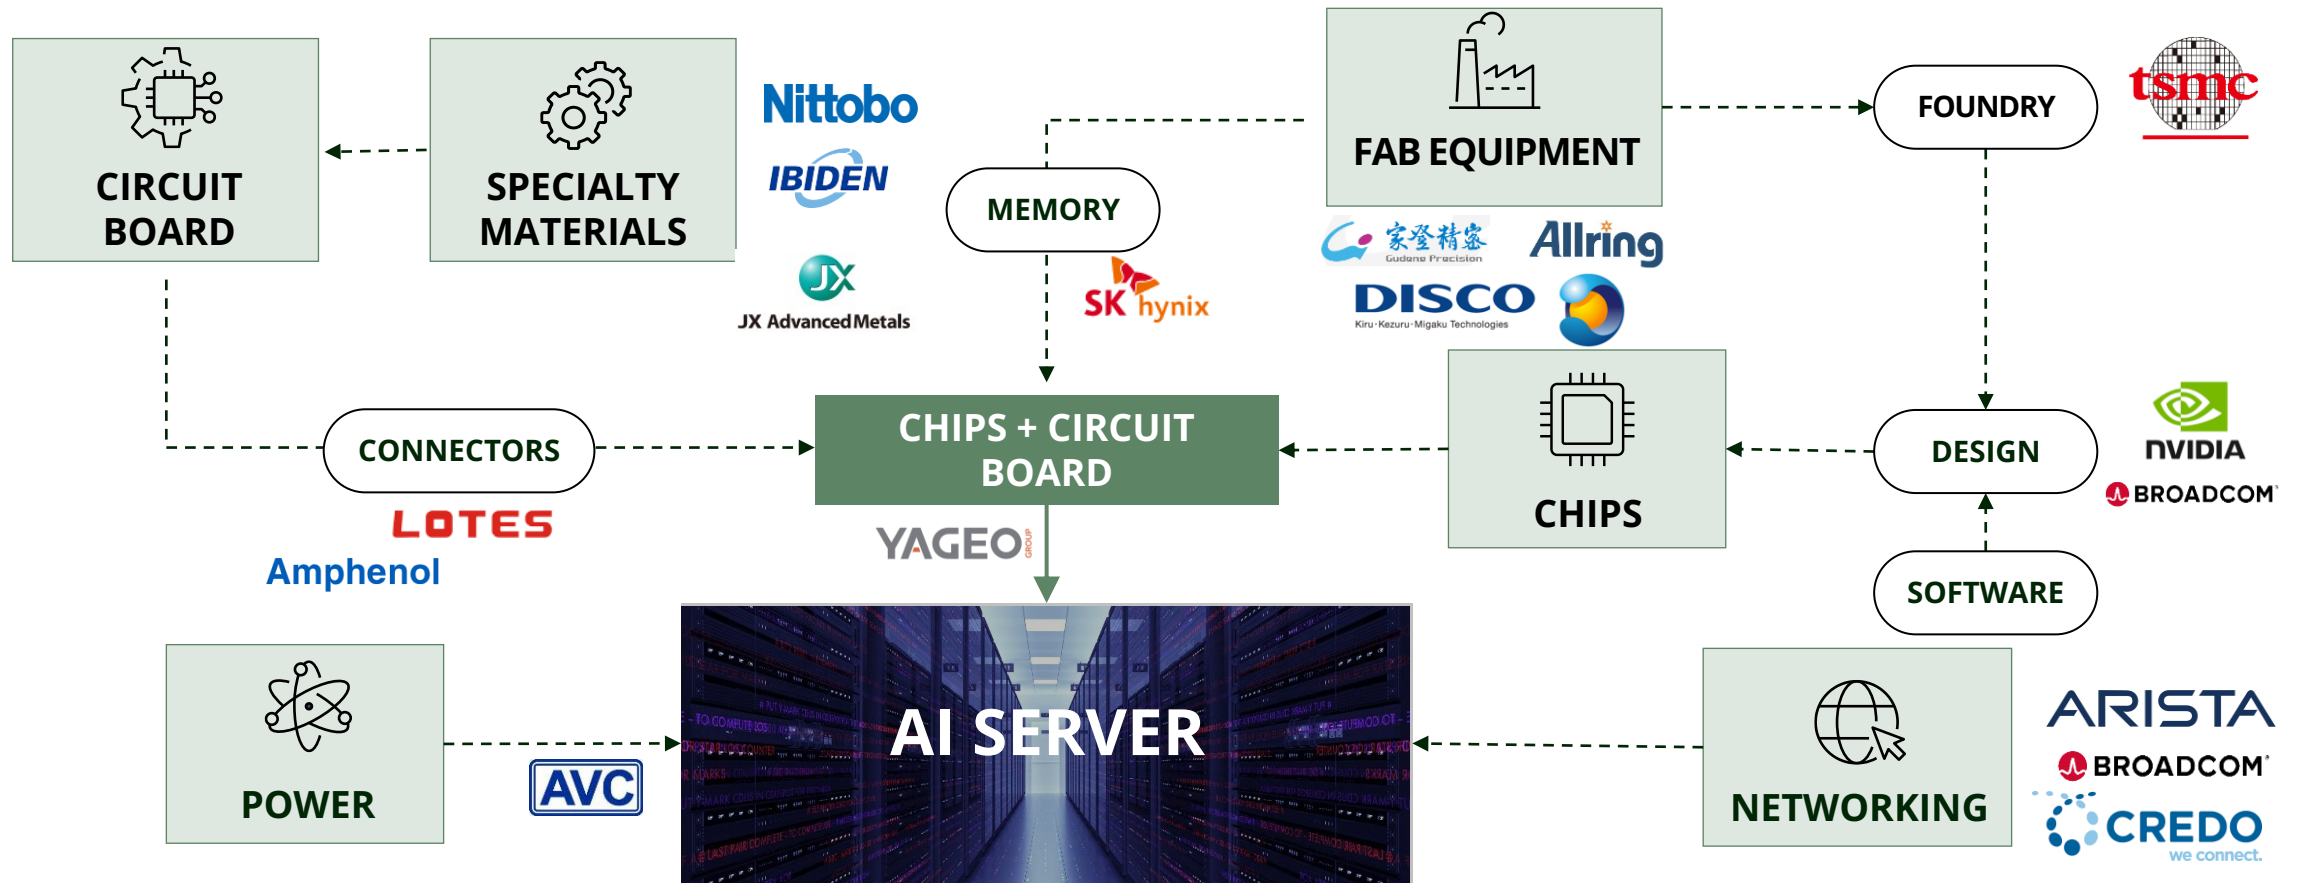 CIRCUIT
BOARD
SPECIALTY
MATERIALS
Nittobo
IBIDEN
JX
JX Advanced Metals
MEMORY
SK hynix
FAB EQUIPMENT
家登精密
Gudeng Precision
Allring
DISCO
Kiru·Kezuru·Migaku Technologies
FOUNDRY
tsmc
CONNECTORS
LOTES
Amphenol
CHIPS + CIRCUIT
BOARD
YAGEO
GROUP
CHIPS
DESIGN
NVIDIA
BROADCOM
SOFTWARE
POWER
AVC
AI SERVER
NETWORKING
ARISTA
BROADCOM
CREDO
we connect.